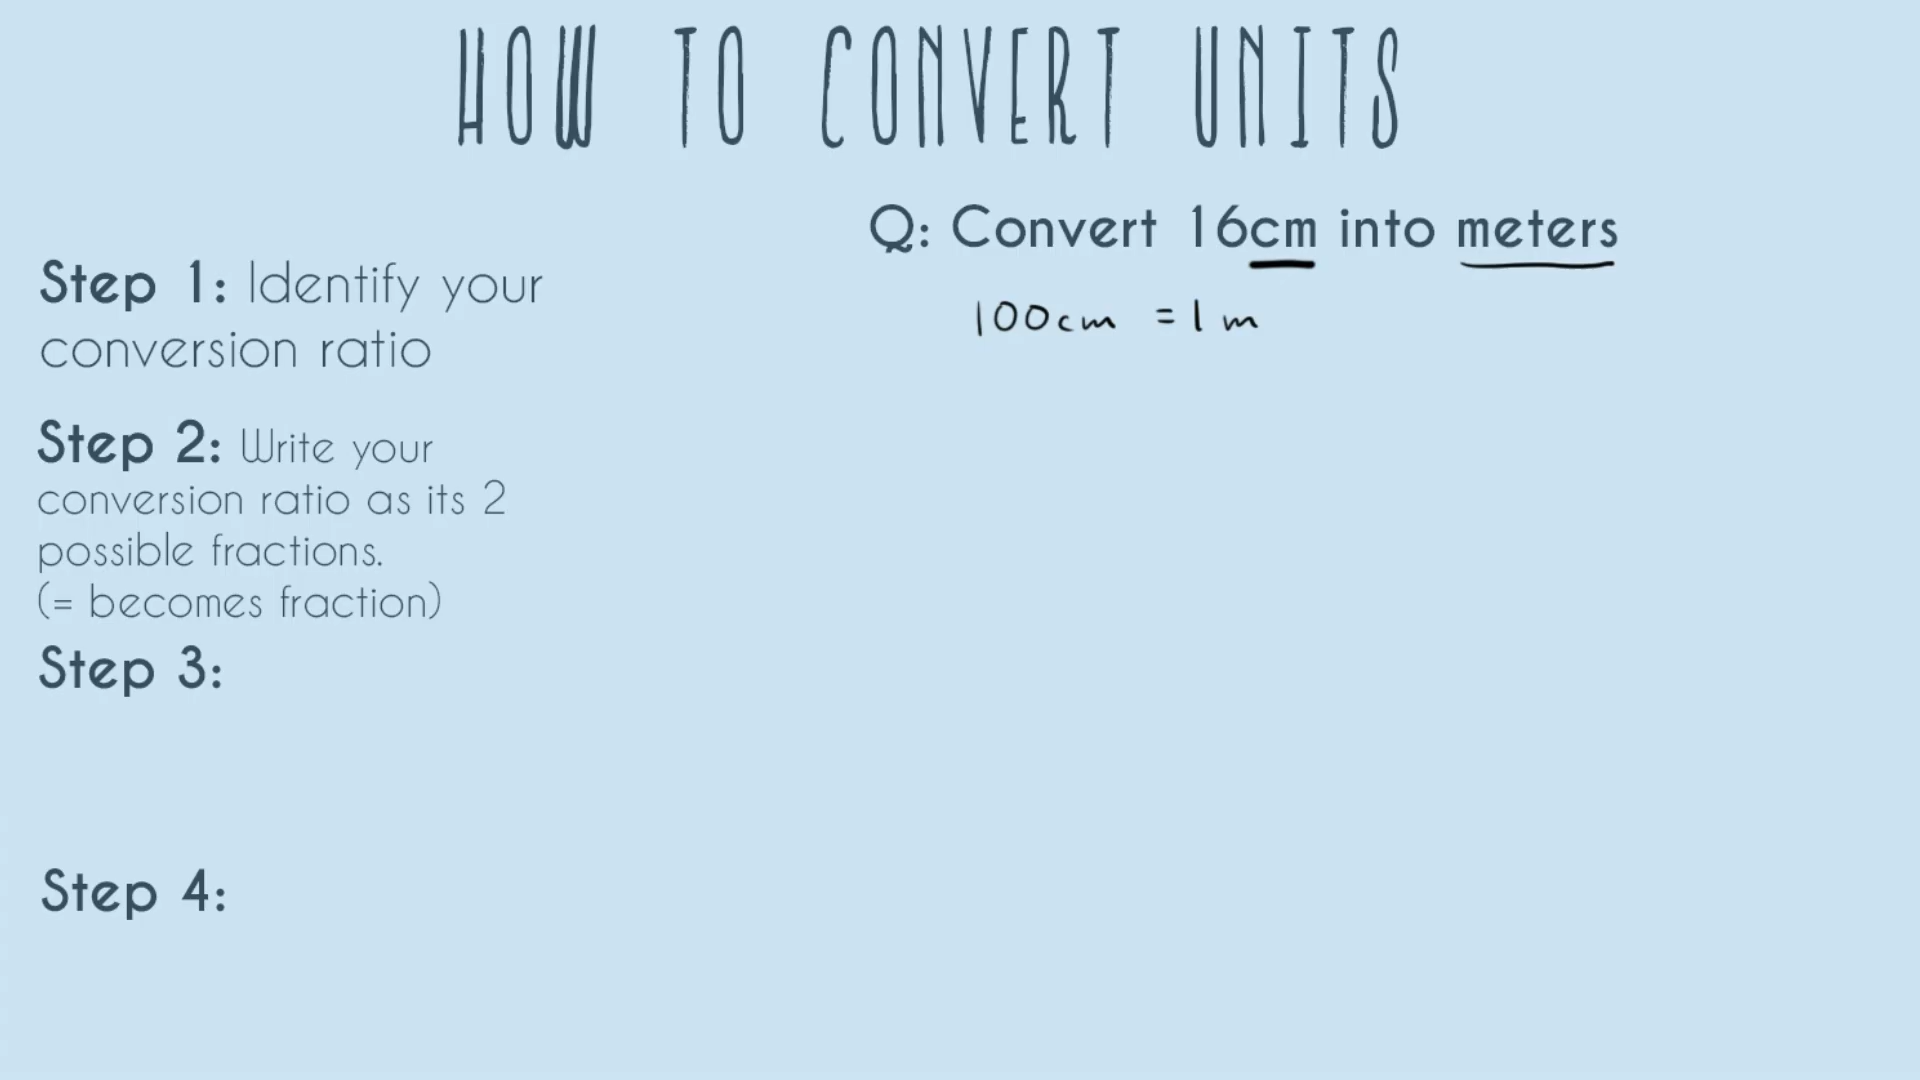 HOW TO CONVERT UNITS
Q: Convert 16cm into meters
100cm = 1 m
Step 1: Identify your
conversion ratio
Step 2: Write your
conversion ratio as its 2
possible fractions.
(= becomes fraction)
Step 3:
Step 4: